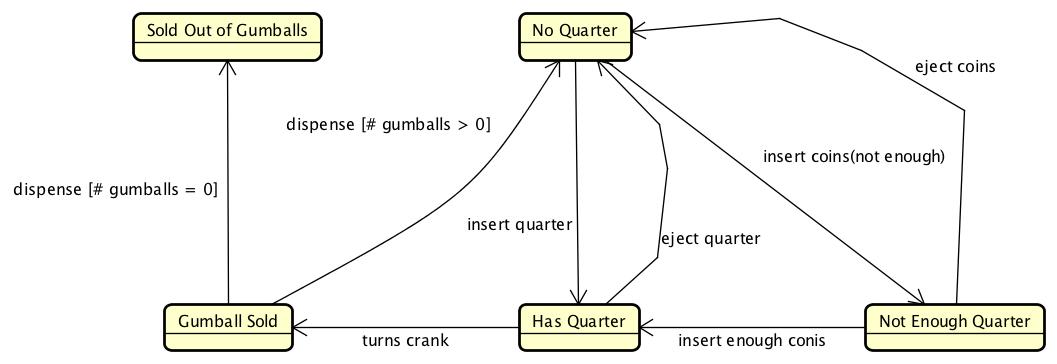 Sold Out of Gumballs
No Quarter
eject coins
dispense [# gumballs > 0]
insert coins(not enough)
dispense [# gumballs = 0]
insert quarter
eject quarter
Gumball Sold
Has Quarter
Not Enough Quarter
turns crank
insert enough conis